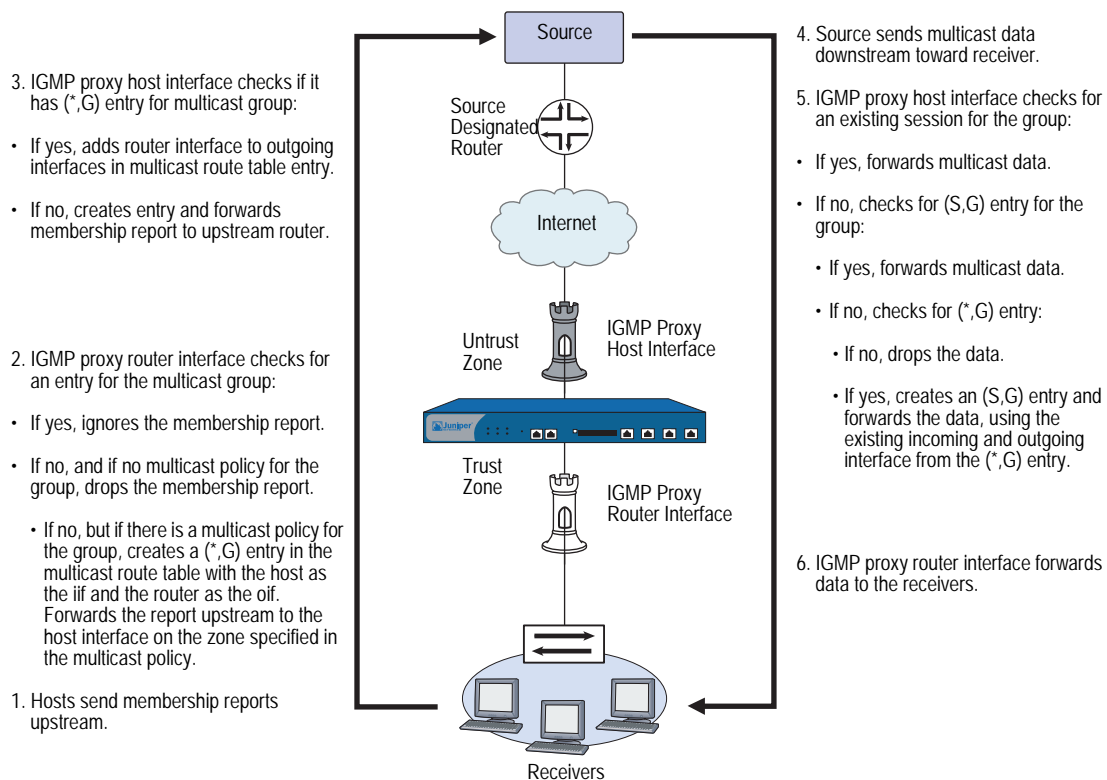 Source
3. IGMP proxy host interface checks if it
has (*,G) entry for multicast group:
• If yes, adds router interface to outgoing
interfaces in multicast route table entry.
• If no, creates entry and forwards
membership report to upstream router.
2. IGMP proxy router interface checks for
an entry for the multicast group:
• If yes, ignores the membership report.
• If no, and if no multicast policy for the
group, drops the membership report.
• If no, but if there is a multicast policy for
the group, creates a (*,G) entry in the
multicast route table with the host as
the iif and the router as the oif.
Forwards the report upstream to the
host interface on the zone specified in
the multicast policy.
1. Hosts send membership reports
upstream.
Source
Designated
Router
Internet
Untrust
Zone
IGMP Proxy
Host Interface
Juniper
Trust
Zone
IGMP Proxy
Router Interface
Receivers
4. Source sends multicast data
downstream toward receiver.
5. IGMP proxy host interface checks for
an existing session for the group:
• If yes, forwards multicast data.
• If no, checks for (S,G) entry for the
group:
• If yes, forwards multicast data.
• If no, checks for (*,G) entry:
• If no, drops the data.
• If yes, creates an (S,G) entry and
forwards the data, using the
existing incoming and outgoing
interface from the (*,G) entry.
6. IGMP proxy router interface forwards
data to the receivers.